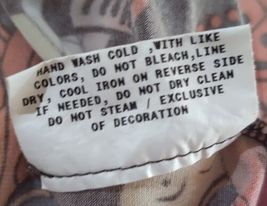 HAND WASH COLD ,WITH LIKE
COLORS, DO NOT BLEACH,LINE
DRY, COOL IRON ON REVERSE SIDE
IF NEEDED, DO NOT DRY CLEAN
DO NOT STEAM / EXCLUSIVE
OF DECORATION